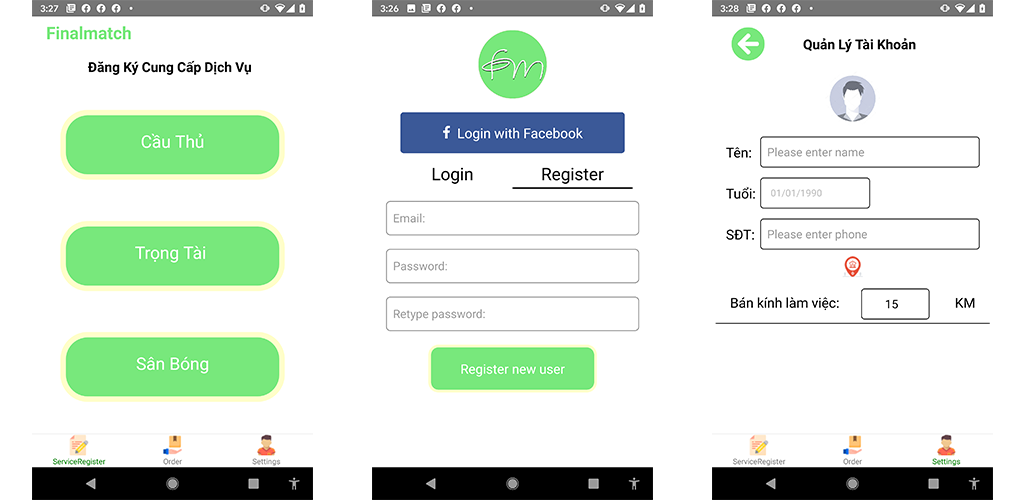 3:27
Finalmatch
Đăng Ký Cung Cấp Dịch Vụ
Cầu Thủ
Trọng Tài
Sân Bóng
ServiceRegister
Order
Settings
3:26
FM
f Login with Facebook
Login
Register
Email:
Password:
Retype password:
Register new user
3:28
Quản Lý Tài Khoản
Tên:
Please enter name
Tuổi:
01/01/1990
SĐT:
Please enter phone
Bán kính làm việc:
15
KM
ServiceRegister
Order
Settings